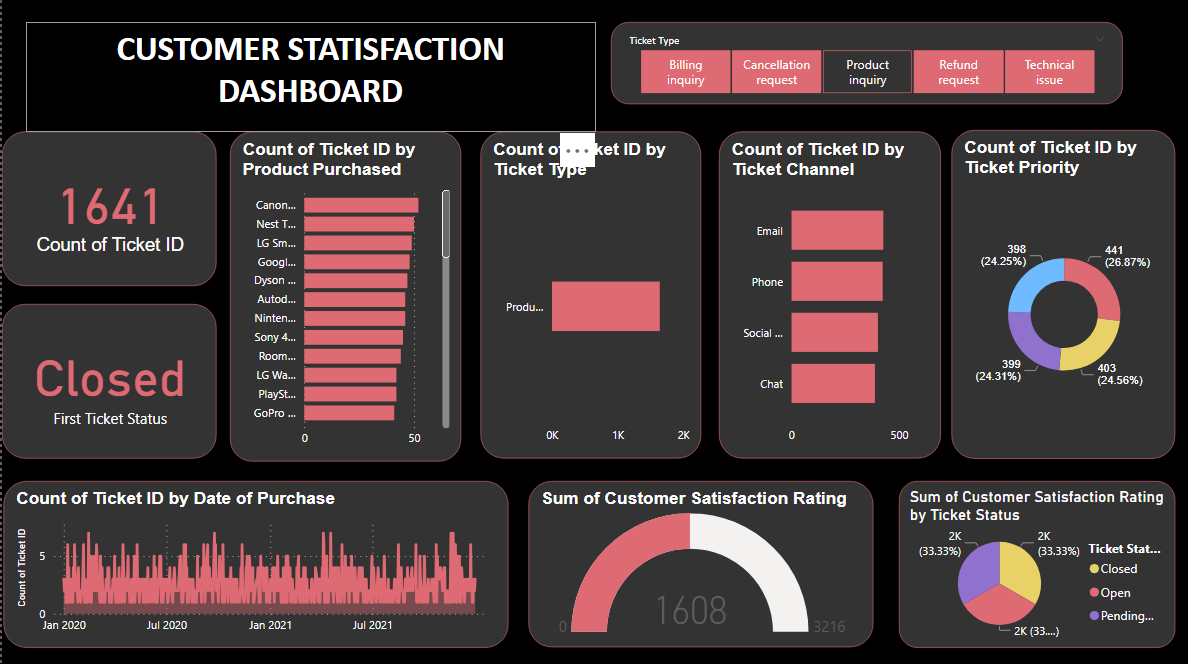 CUSTOMER STATISFACTION
DASHBOARD
Ticket Type
Billing
inquiry
Cancellation
request
Product
inquiry
Refund
request
Technical
issue
1641
Count of Ticket ID
Closed
First Ticket Status
Count of Ticket ID by
Product Purchased
Canon...
Nest T...
LG Sm...
Googl...
Dyson ...
Autod...
Ninten...
Sony 4...
Room...
LG Wa...
PlaySt...
GoPro ...
0 50
Count of ket ID by
Ticket Type
Produ...
0K 1K 2K
Count of Ticket ID by
Ticket Channel
Email
Phone
Social ...
Chat
0 500
Count of Ticket ID by
Ticket Priority
398
(24.25%)
441
(26.87%)
399
(24.31%)
403
(24.56%)
Count of Ticket ID by Date of Purchase
Count of Ticket ID
5
0
Jan 2020 Jul 2020 Jan 2021 Jul 2021
Sum of Customer Satisfaction Rating
1608
0 3216
Sum of Customer Satisfaction Rating
by Ticket Status
2K
(33.33%)
2K
(33.33%)
2K (33....)
Ticket Stat...
Closed
Open
Pending...